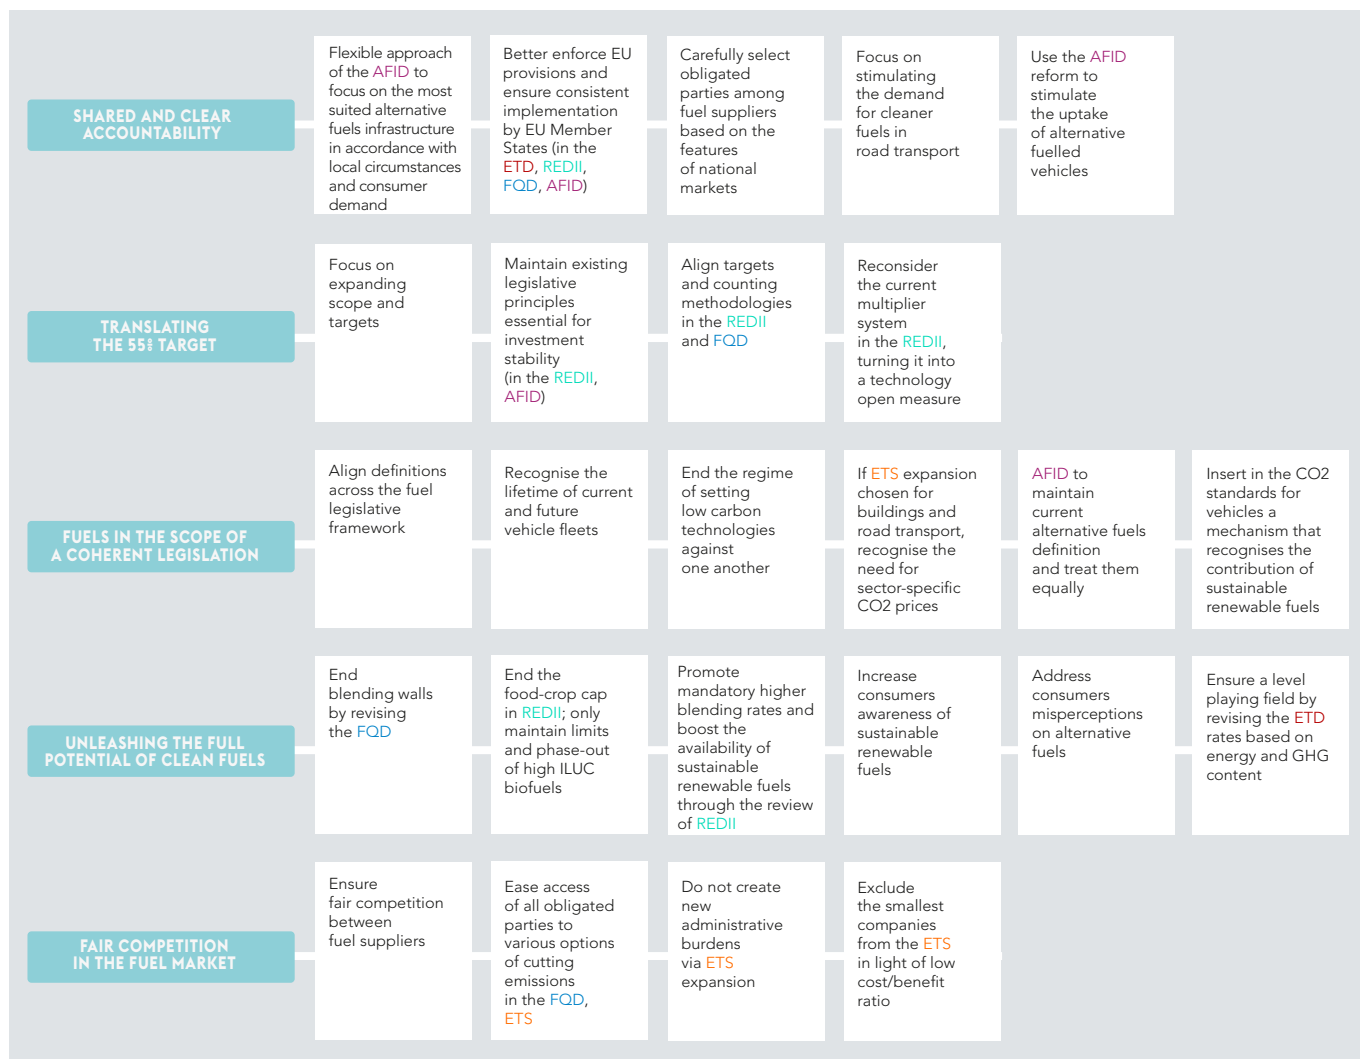 SHARED AND CLEAR
ACCOUNTABILITY
Flexible approach
of the AFID to
focus on the most
suited alternative
fuels infrastructure
in accordance with
local circumstances
and consumer
demand
Better enforce EU
provisions and
ensure consistent
implementation
by EU Member
States (in the
ETD, REDII,
FQD, AFID)
Carefully select
obligated
parties among
fuel suppliers
based on the
features
of national
markets
Focus on
stimulating
the demand
for cleaner
fuels in
road transport
Use the AFID
reform to
stimulate
the uptake
of alternative
fuelled
vehicles
TRANSLATING
THE 55% TARGET
Focus on
expanding
scope and
targets
Maintain existing
legislative
principles
essential for
investment
stability
(in the REDII,
AFID)
Align targets
and counting
methodologies
in the REDII
and FQD
Reconsider
the current
multiplier
system
in the REDII,
turning it into
a technology
open measure
FUELS IN THE SCOPE OF
A COHERENT LEGISLATION
Align definitions
across the fuel
legislative
framework
Recognise the
lifetime of current
and future
vehicle fleets
End the regime
of setting
low carbon
technologies
against
one another
If ETS expansion
chosen for
buildings and
road transport,
recognise the
need for
sector-specific
CO2 prices
AFID to
maintain
current
alternative fuels
definition
and treat them
equally
Insert in the CO2
standards for
vehicles a
mechanism that
recognises the
contribution of
sustainable
renewable fuels
UNLEASHING THE FULL
POTENTIAL OF CLEAN FUELS
End
blending walls
by revising
the FQD
End the
food-crop cap
in REDII; only
maintain limits
and phase-out
of high ILUC
biofuels
Promote
mandatory higher
blending rates and
boost the
availability of
sustainable
renewable fuels
through the review
of REDII
Increase
consumers
awareness of
sustainable
renewable
fuels
Address
consumers
misperceptions
on alternative
fuels
Ensure a level
playing field by
revising the ETD
rates based on
energy and GHG
content
FAIR COMPETITION
IN THE FUEL MARKET
Ensure
fair competition
between
fuel suppliers
Ease access
of all obligated
parties to
various options
of cutting
emissions
in the FQD,
ETS
Do not create
new
administrative
burdens
via ETS
expansion
Exclude
the smallest
companies
from the ETS
in light of low
cost/benefit
ratio